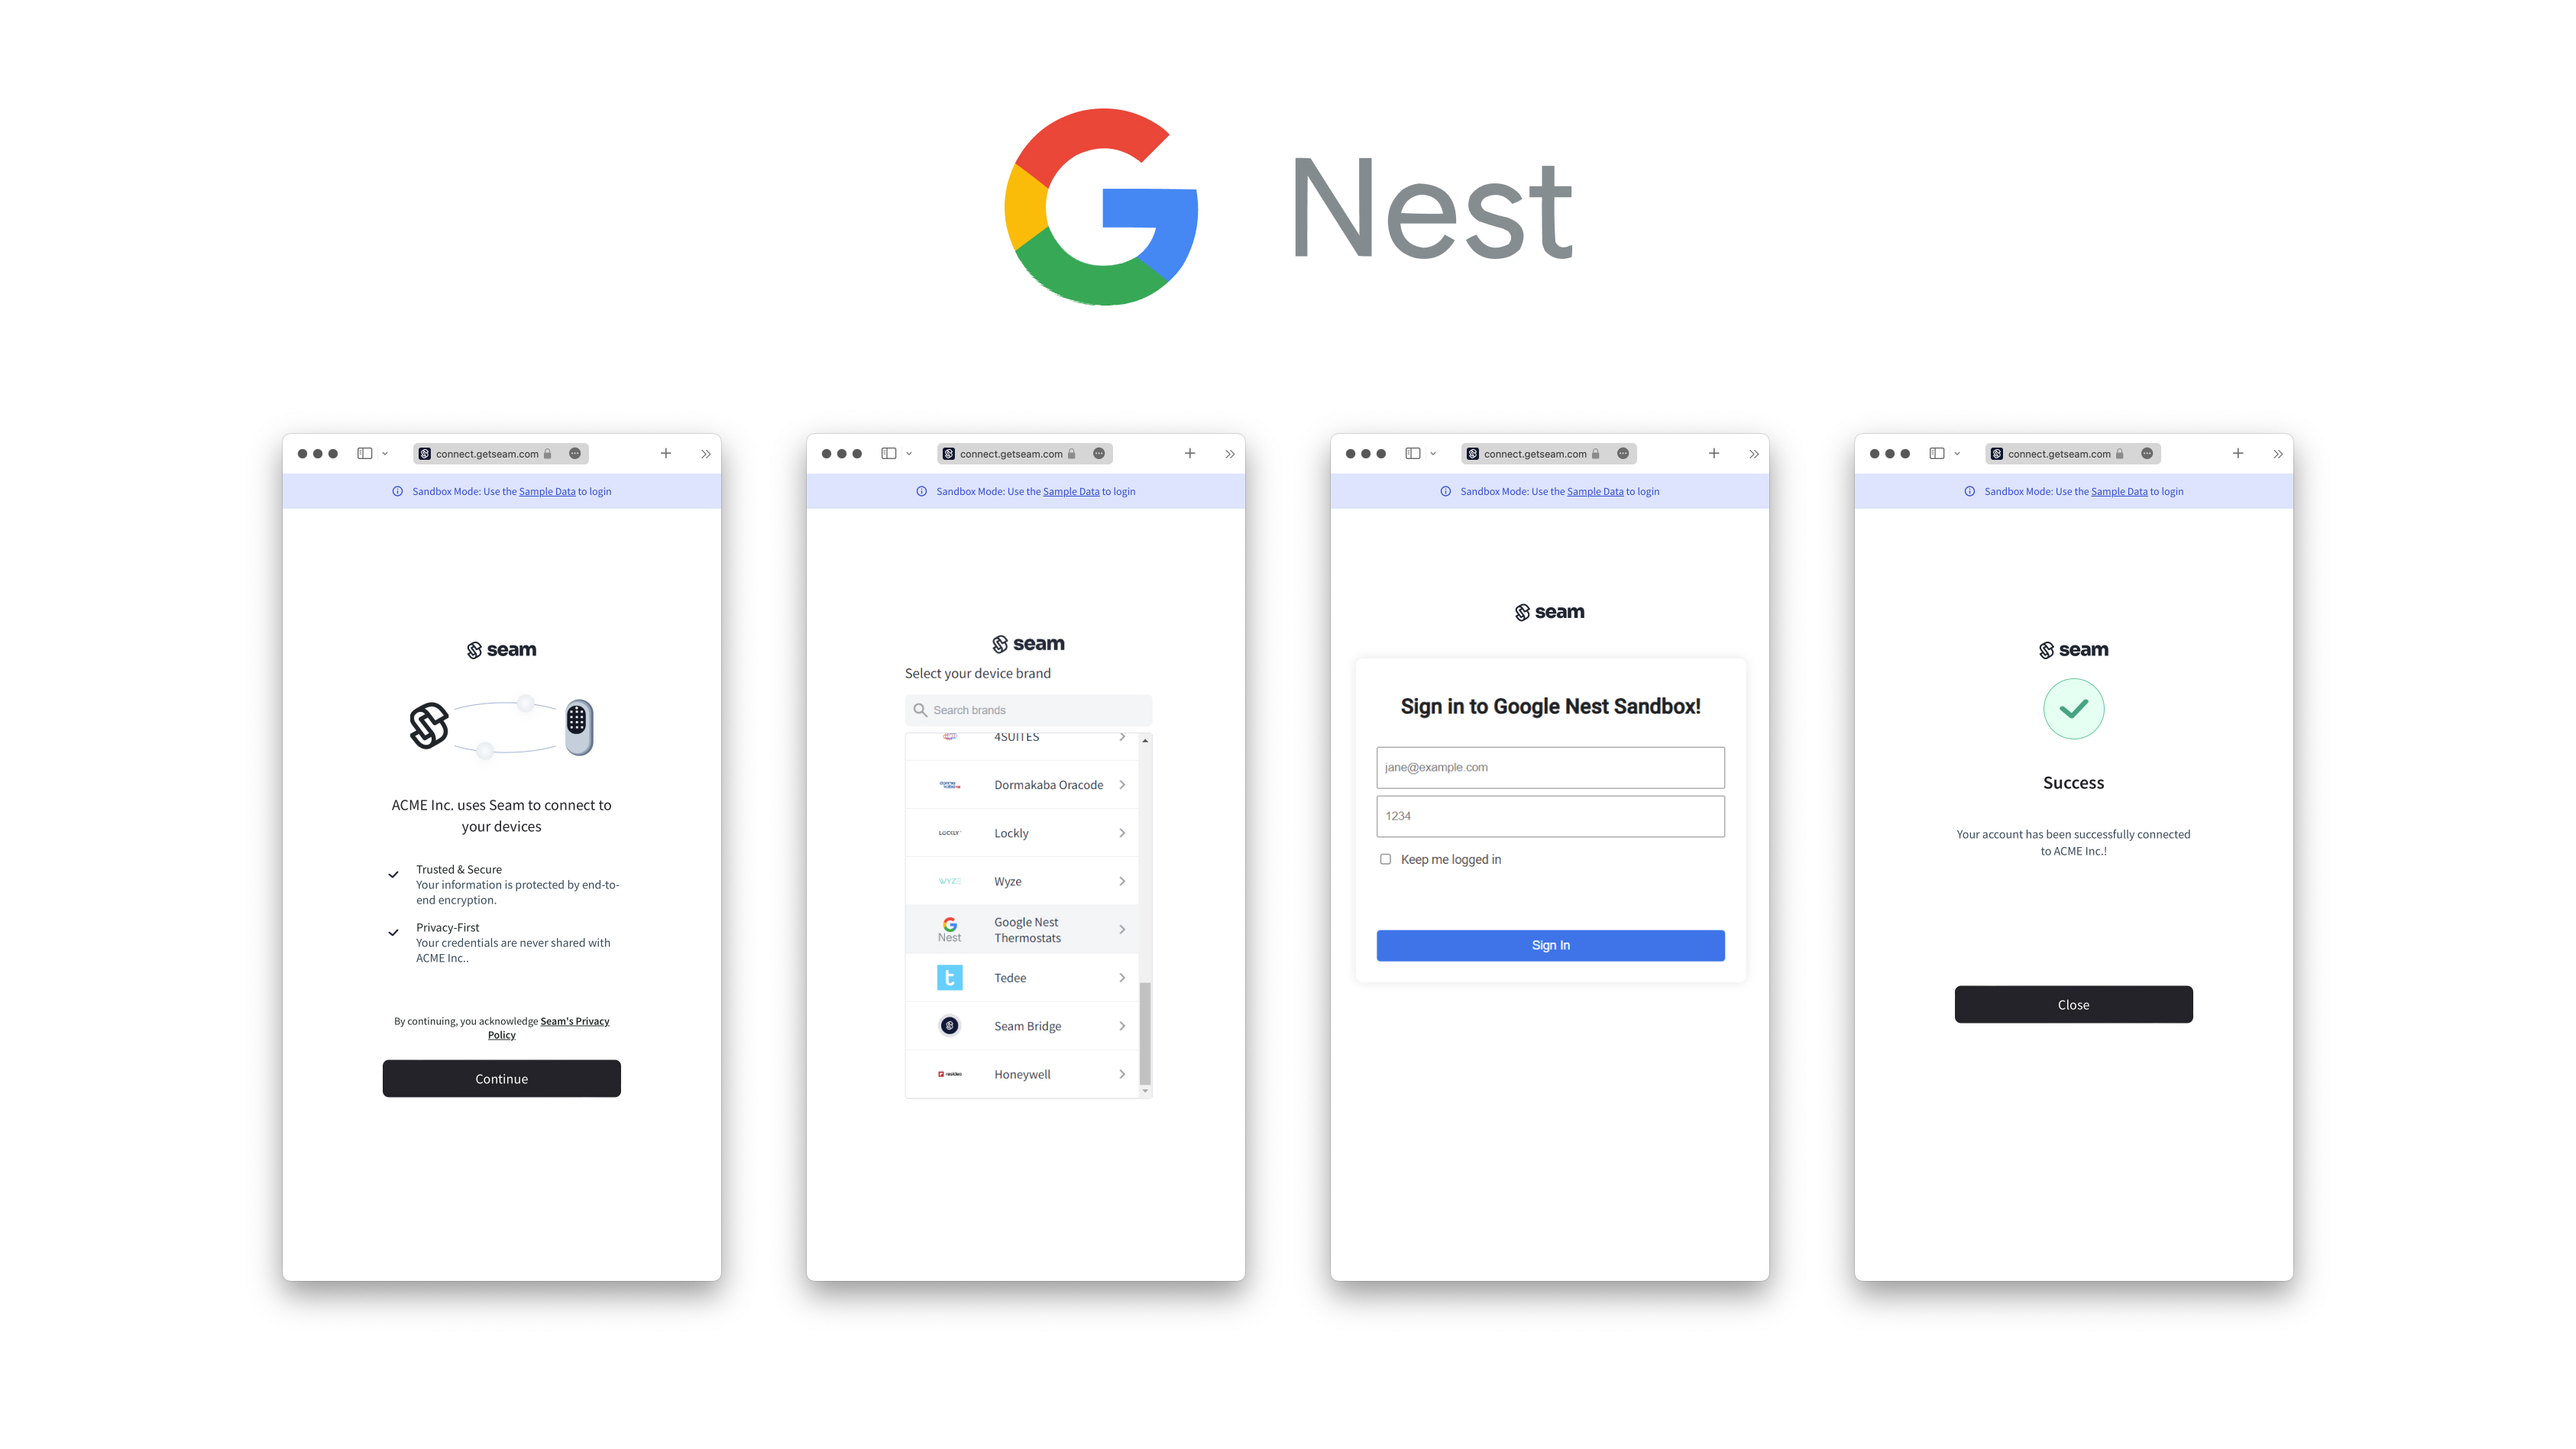 Nest
connect.getseam.com
Sandbox Mode: Use the Sample Data to login
seam
ACME Inc. uses Seam to connect to
your devices
Trusted & Secure
Your information is protected by end-to-
end encryption.
Privacy-First
Your credentials are never shared with
ACME Inc..
By continuing, you acknowledge Seam's Privacy
Policy
Continue
connect.getseam.com
Sandbox Mode: Use the Sample Data to login
seam
Select your device brand
Search brands
4SUITES
Dormakaba Oracode
LOCKLY
Lockly
WYZE
Wyze
Nest
Google Nest
Thermostats
t
Tedee
Seam Bridge
Honeywell
connect.getseam.com
Sandbox Mode: Use the Sample Data to login
seam
Sign in to Google Nest Sandbox!
jane@example.com
1234
Keep me logged in
Sign In
connect.getseam.com
Sandbox Mode: Use the Sample Data to login
seam
Success
Your account has been successfully connected
to ACME Inc.!
Close